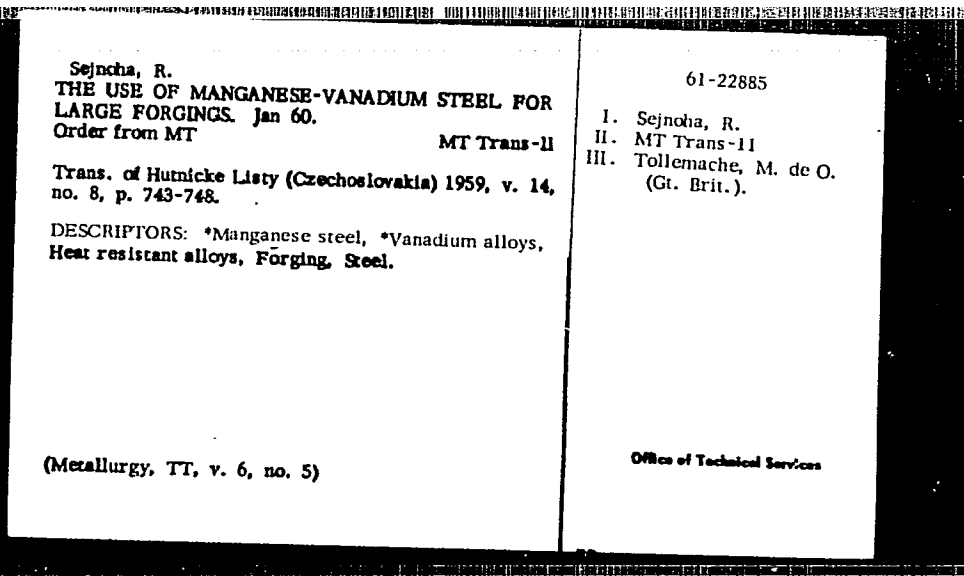 Sejnoha, R.
THE USE OF MANGANESE-VANADIUM STEEL FOR
LARGE FORGINGS. Jan 60.
Order from MT MT Trans-11
Trans. of Hutnicke Listy (Czechoslovakia) 1959, v. 14,
no. 8, p. 743-748.
DESCRIPTORS: *Manganese steel, *Vanadium alloys,
Heat resistant alloys, Forging, Steel.
(Metallurgy, TT, v. 6, no. 5)
61-22885
I. Sejnoha, R.
II. MT Trans-11
III. Tollemache, M. de O.
(Gt. Brit.).
Office of Technical Services